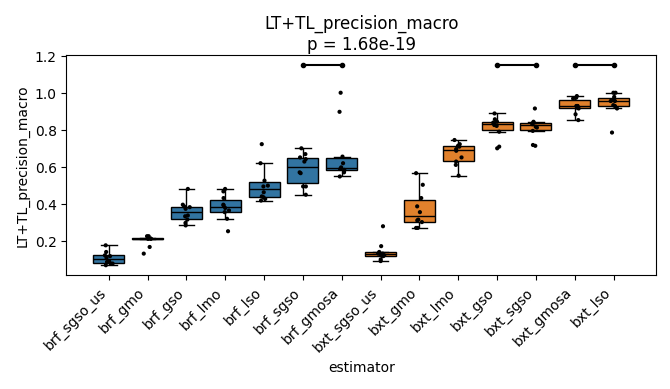 LT+TL_precision_macro
p = 1.68e-19
LT+TL_precision_macro
1.2
1.0
0.8
0.6
0.4
0.2
brf_sgso_us
brf_gmo
brf_gso
brf_lmo
brf_lso
brf_sgso
brf_gmosa
bxt_sgso_us
bxt_gmo
bxt_lmo
bxt_gso
bxt_sgso
bxt_gmosa
bxt_lso
estimator